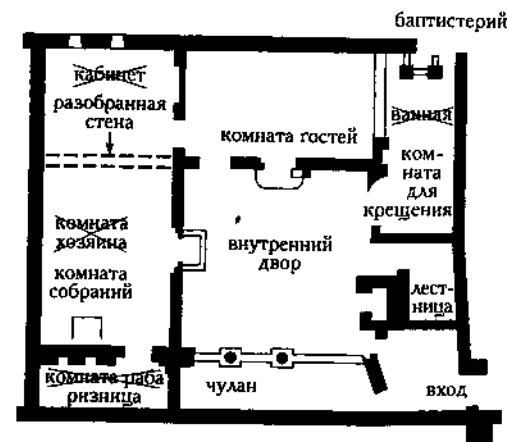 баптистерий
кабинет
разобранная
стена
ванная
комната гостей
ком-
ната
для
крещения
комната
хозяина
комната
собраний
внутренний
двор
лест-
ница
комната раба
ризница
чулан
вход